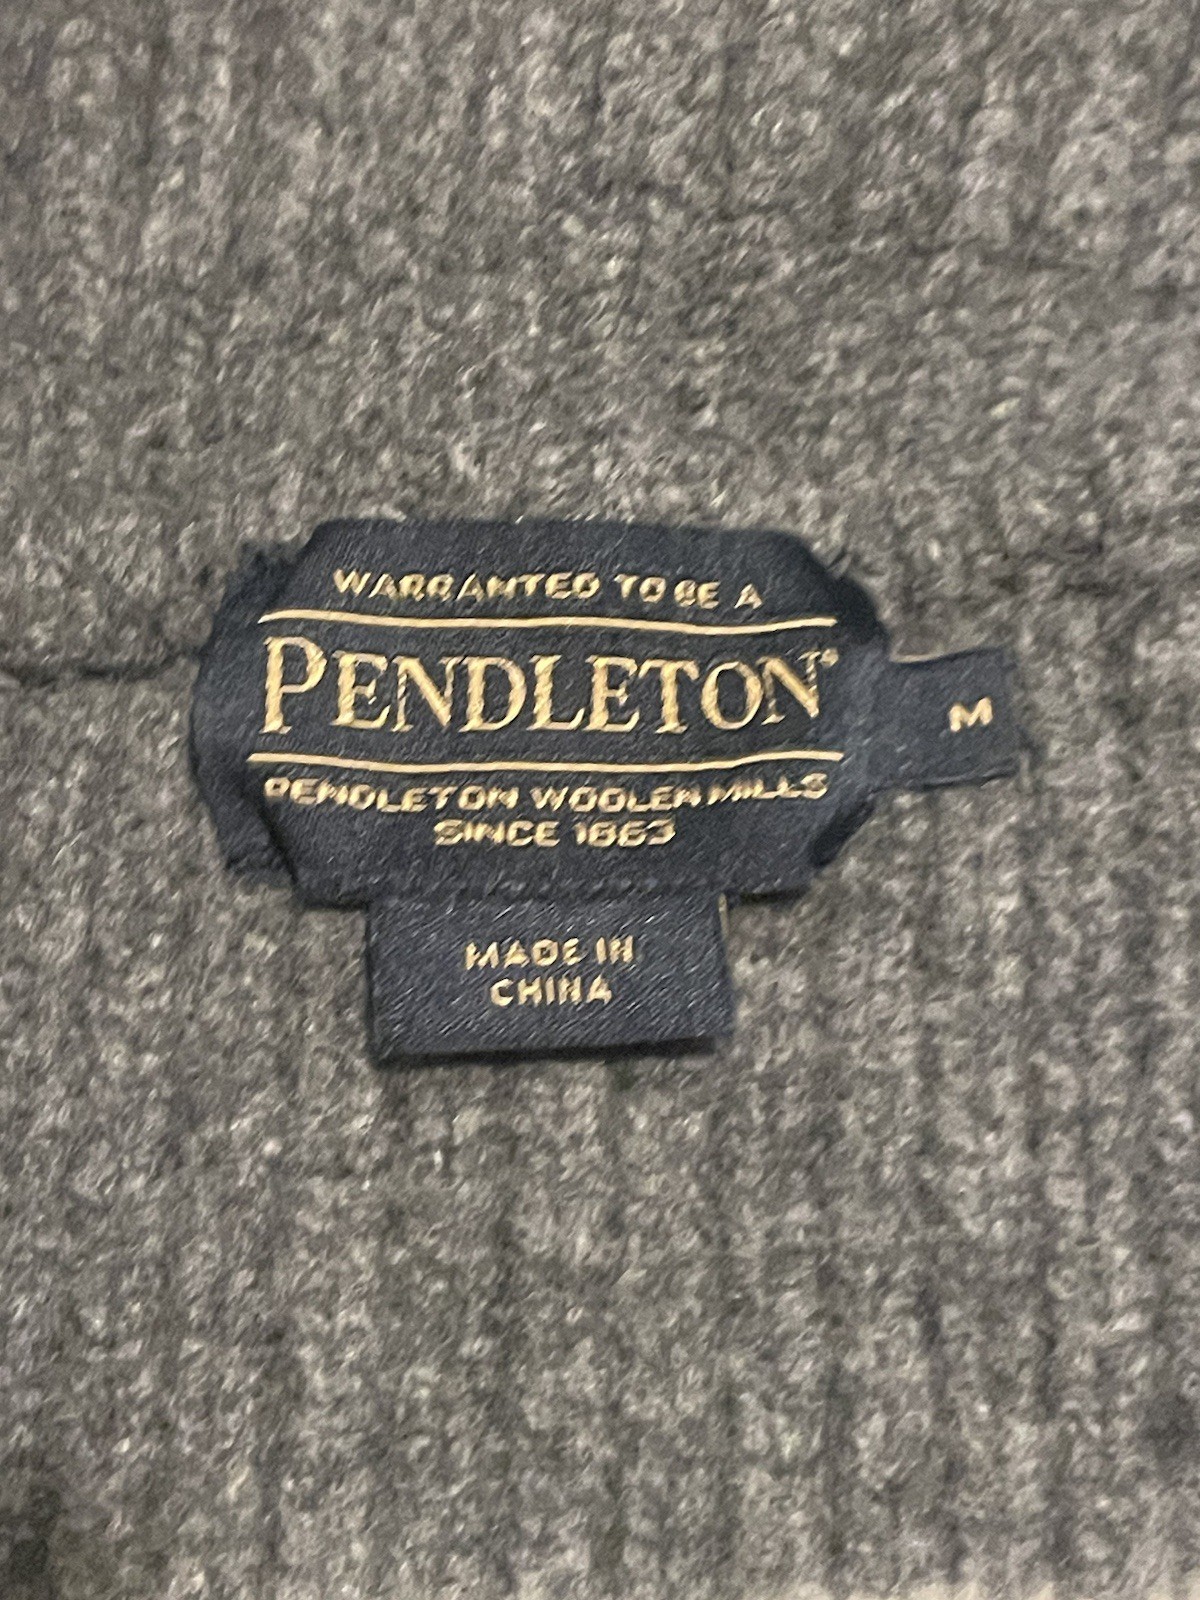 WARRANTED TO BE A
PENDLETON®
M
PENDLETON WOOLEN MILLS
SINCE 1863
MADE IN
CHINA